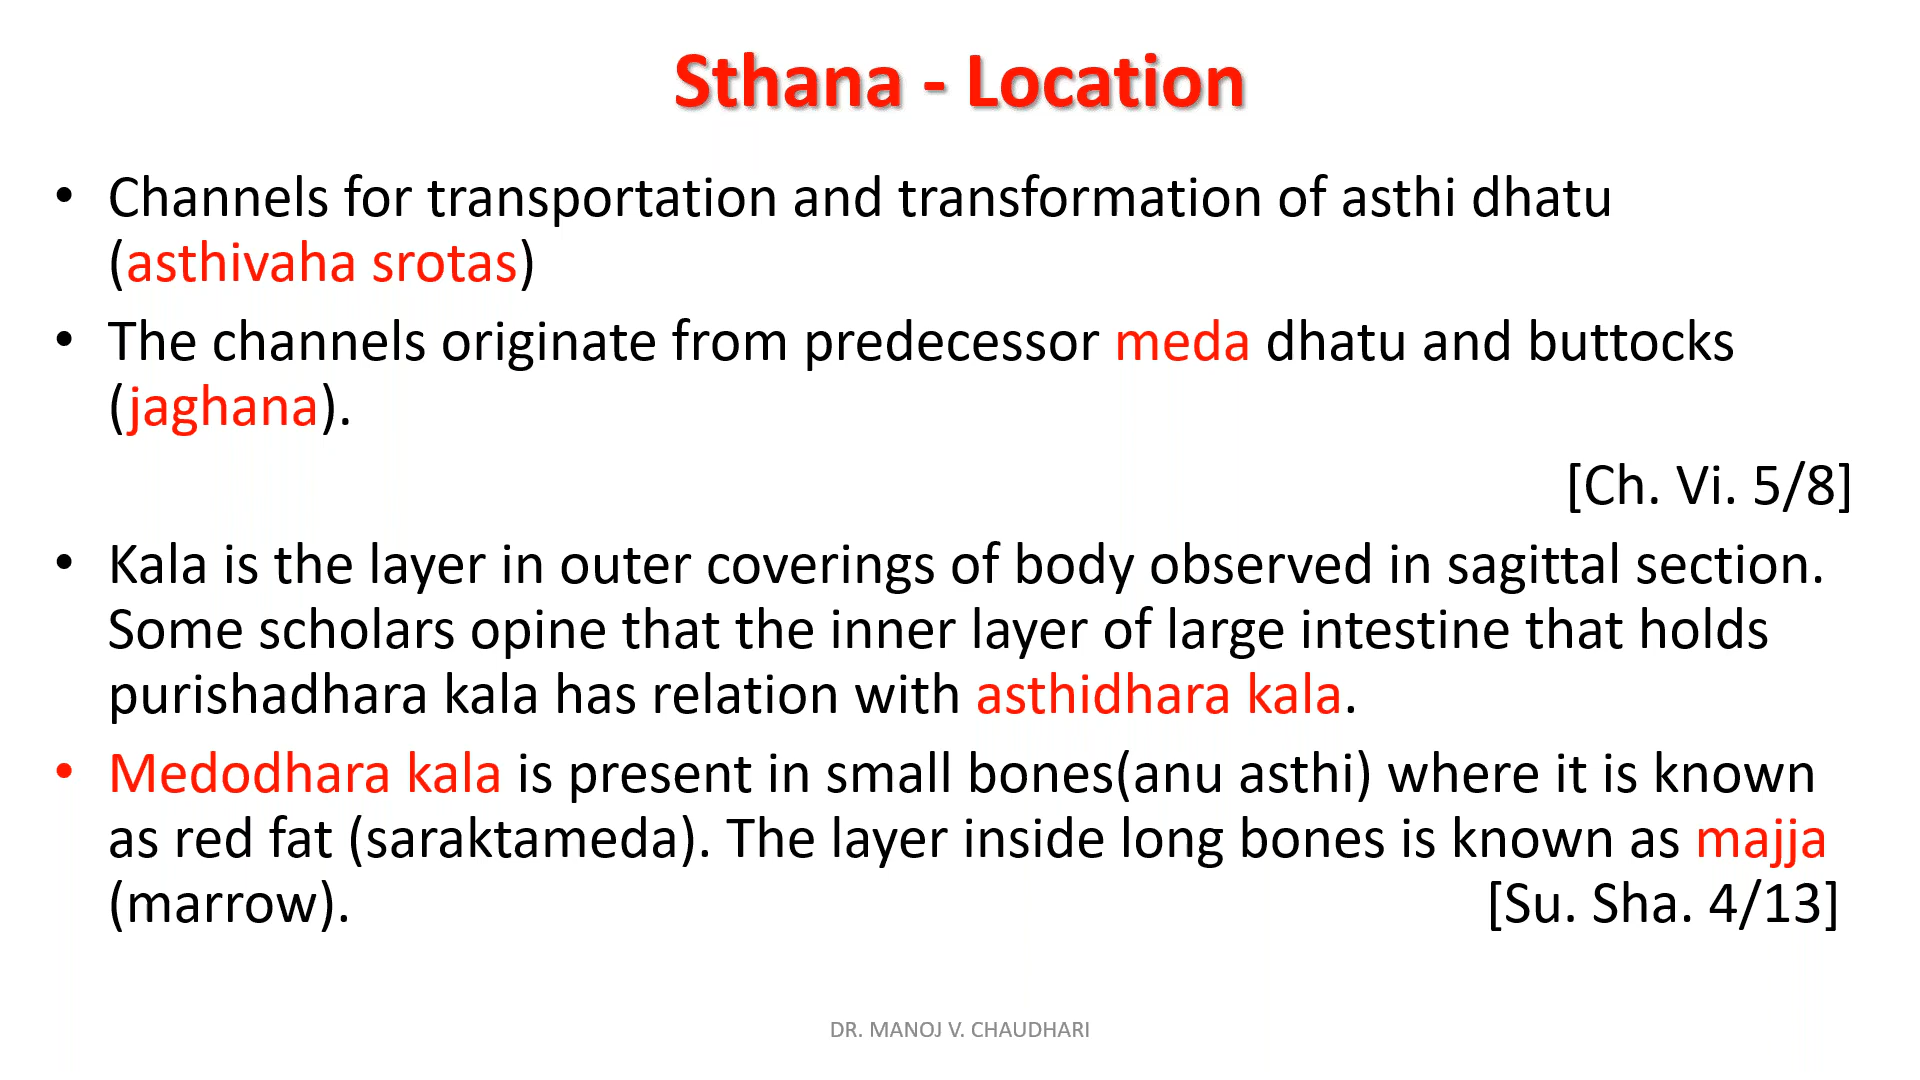 Sthana - Location
• Channels for transportation and transformation of asthi dhatu
(asthivaha srotas)
• The channels originate from predecessor meda dhatu and buttocks
(jaghana).
[Ch. Vi. 5/8]
• Kala is the layer in outer coverings of body observed in sagittal section.
Some scholars opine that the inner layer of large intestine that holds
purishadhara kala has relation with asthidhara kala.
• Medodhara kala is present in small bones(anu asthi) where it is known
as red fat (saraktameda). The layer inside long bones is known as majja
(marrow). [Su. Sha. 4/13]
DR. MANOJ V. CHAUDHARI